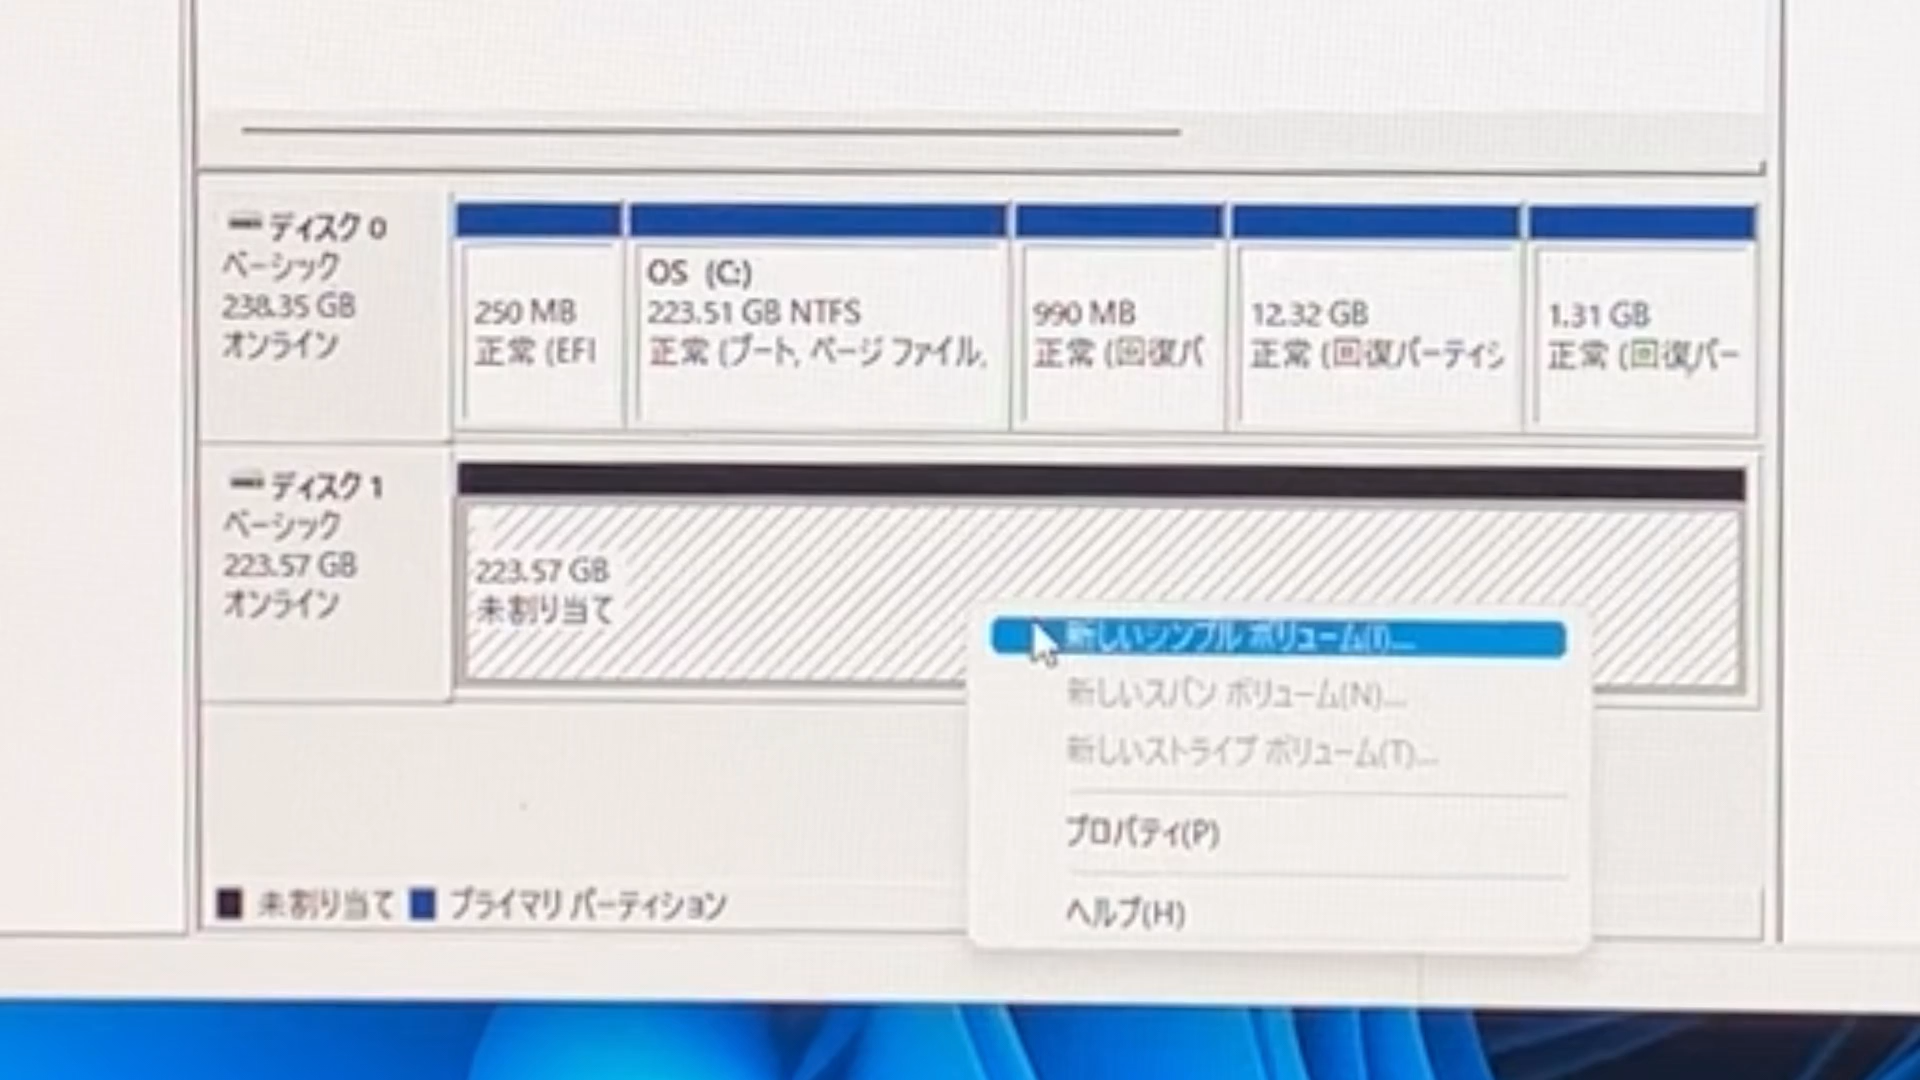 ディスク 0
ベーシック
238.35 GB
オンライン
250 MB
正常 (EFI
OS (C:)
223.51 GB NTFS
正常 (ブート, ページ ファイル,
990 MB
正常 (回復パ
12.32 GB
正常 (回復パーティシ
1.31 GB
正常 (回復パー
ディスク 1
ベーシック
223.57 GB
オンライン
223.57 GB
未割り当て
新しいシンプル ボリューム(I)...
新しいスパン ボリューム(N)...
新しいストライプ ボリューム(T)...
プロパティ(P)
ヘルプ(H)
未割り当て プライマリ パーティション